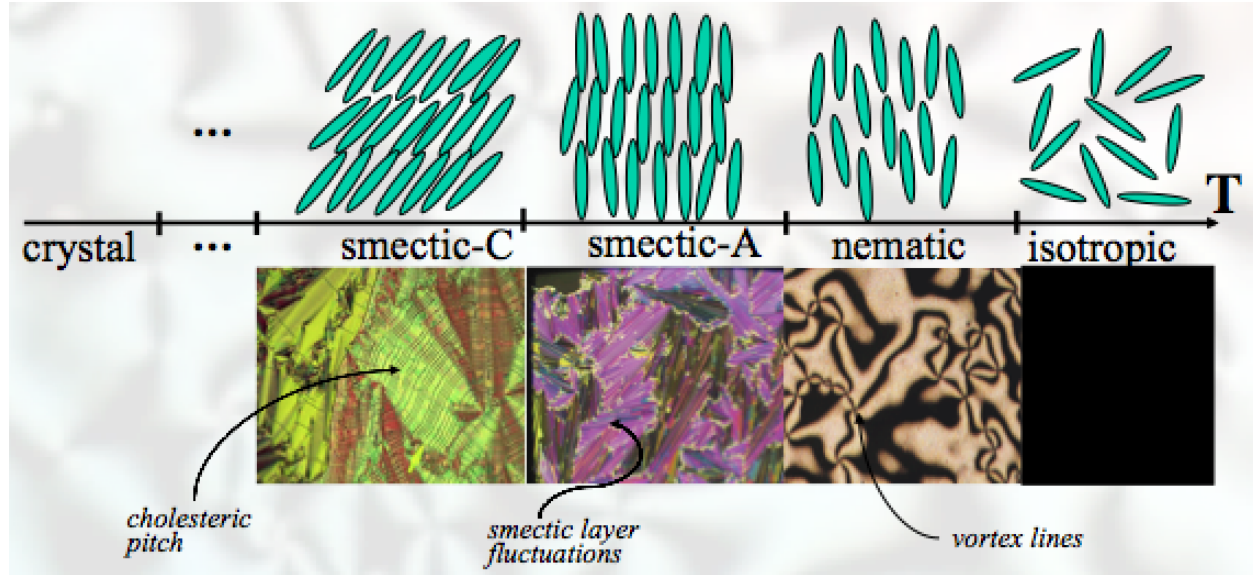 ...
T
crystal ... smectic-C smectic-A nematic isotropic
cholesteric
pitch
smectic layer
fluctuations
vortex lines